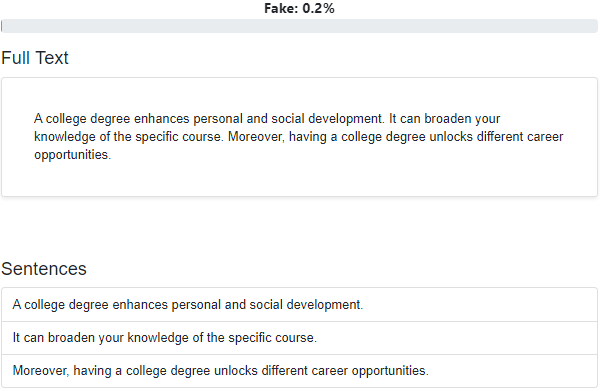 Fake: 0.2%
Full Text
A college degree enhances personal and social development. It can broaden your
knowledge of the specific course. Moreover, having a college degree unlocks different career
opportunities.
Sentences
A college degree enhances personal and social development.
It can broaden your knowledge of the specific course.
Moreover, having a college degree unlocks different career opportunities.